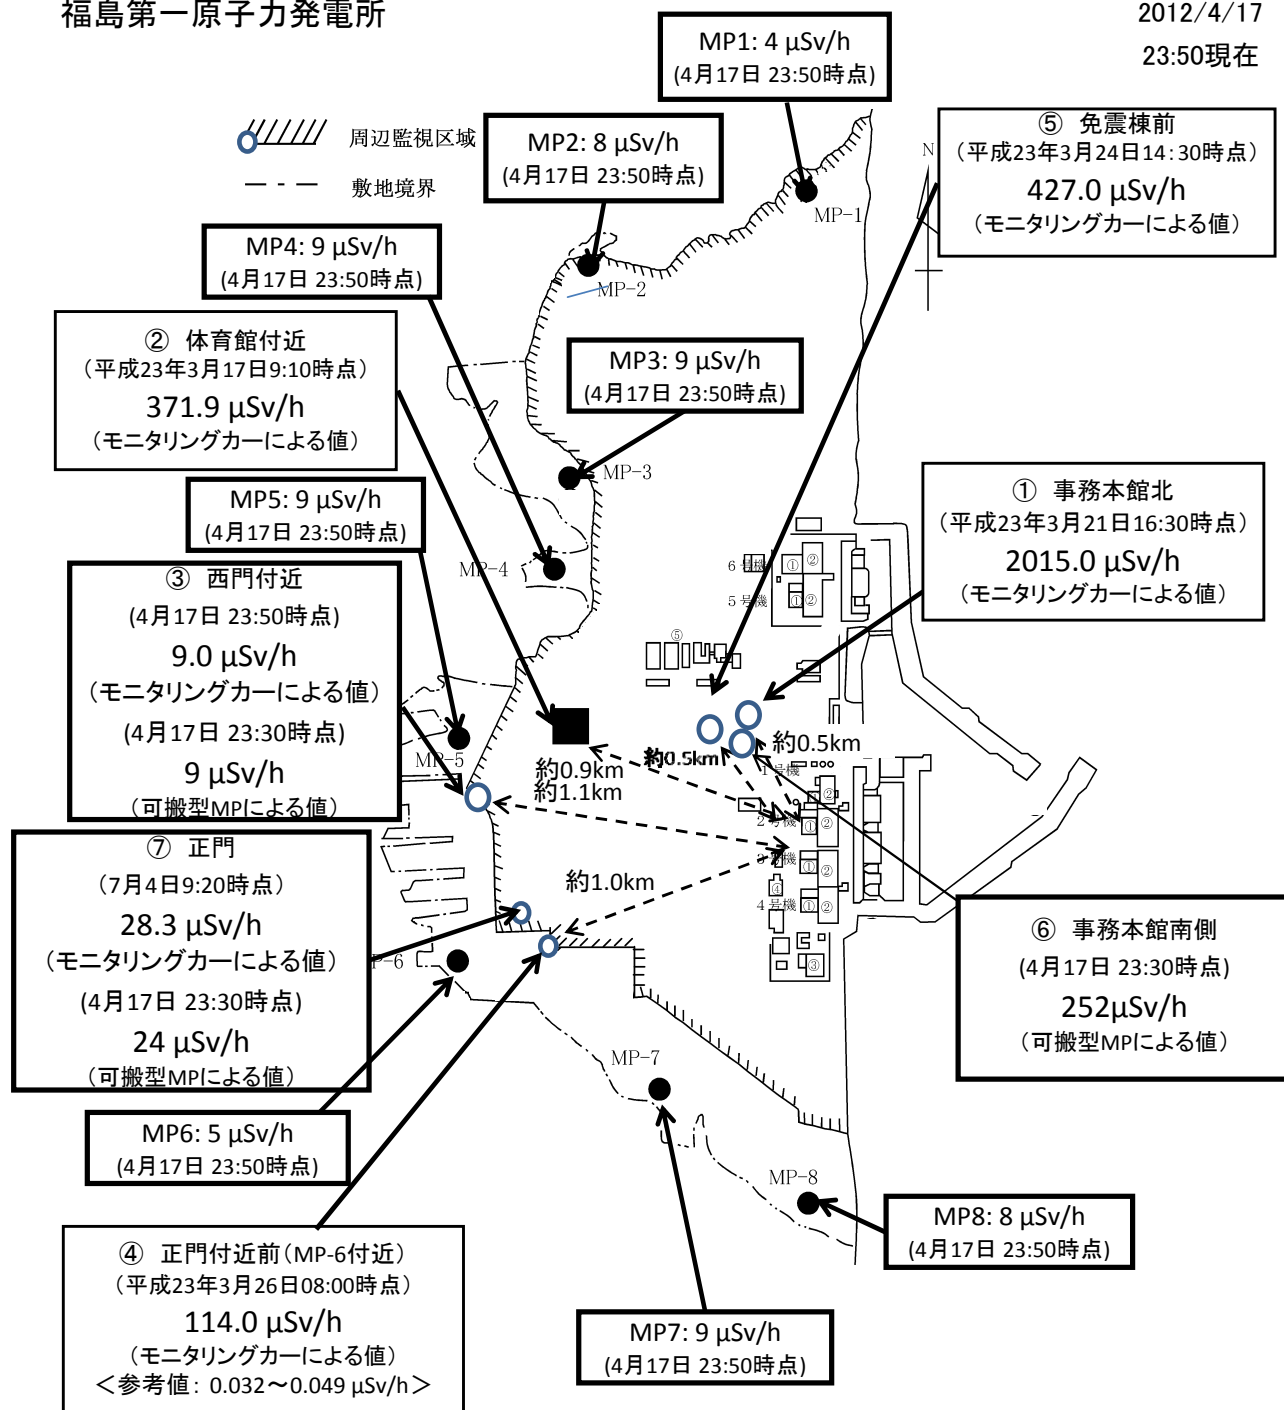 福島第一原子力発電所
2012/4/17
23:50現在
周辺監視区域
敷地境界
N
MP1: 4 μSv/h
(4月17日 23:50時点)
MP2: 8 μSv/h
(4月17日 23:50時点)
⑤ 免震棟前
(平成23年3月24日14:30時点)
427.0 μSv/h
(モニタリングカーによる値)
MP4: 9 μSv/h
(4月17日 23:50時点)
② 体育館付近
(平成23年3月17日9:10時点)
371.9 μSv/h
(モニタリングカーによる値)
MP3: 9 μSv/h
(4月17日 23:50時点)
MP5: 9 μSv/h
(4月17日 23:50時点)
① 事務本館北
(平成23年3月21日16:30時点)
2015.0 μSv/h
(モニタリングカーによる値)
③ 西門付近
(4月17日 23:50時点)
9.0 μSv/h
(モニタリングカーによる値)
(4月17日 23:30時点)
9 μSv/h
(可搬型MPによる値)
⑦ 正門
(7月4日9:20時点)
28.3 μSv/h
(モニタリングカーによる値)
(4月17日 23:30時点)
24 μSv/h
(可搬型MPによる値)
⑥ 事務本館南側
(4月17日 23:30時点)
252μSv/h
(可搬型MPによる値)
MP6: 5 μSv/h
(4月17日 23:50時点)
④ 正門付近前(MP-6付近)
(平成23年3月26日08:00時点)
114.0 μSv/h
(モニタリングカーによる値)
<参考値: 0.032~0.049 μSv/h>
MP7: 9 μSv/h
(4月17日 23:50時点)
MP8: 8 μSv/h
(4月17日 23:50時点)
MP-1
MP-2
MP-3
MP-4
MP-5
P-6
MP-7
MP-8
6号機 ① ②
5号機 ① ②
⑤
約0.5km
約0.5km
約0.9km
約1.1km
約1.0km
1号機
① ②
2号機 ① ②
3号機 ① ②
④
4号機 ① ②
③